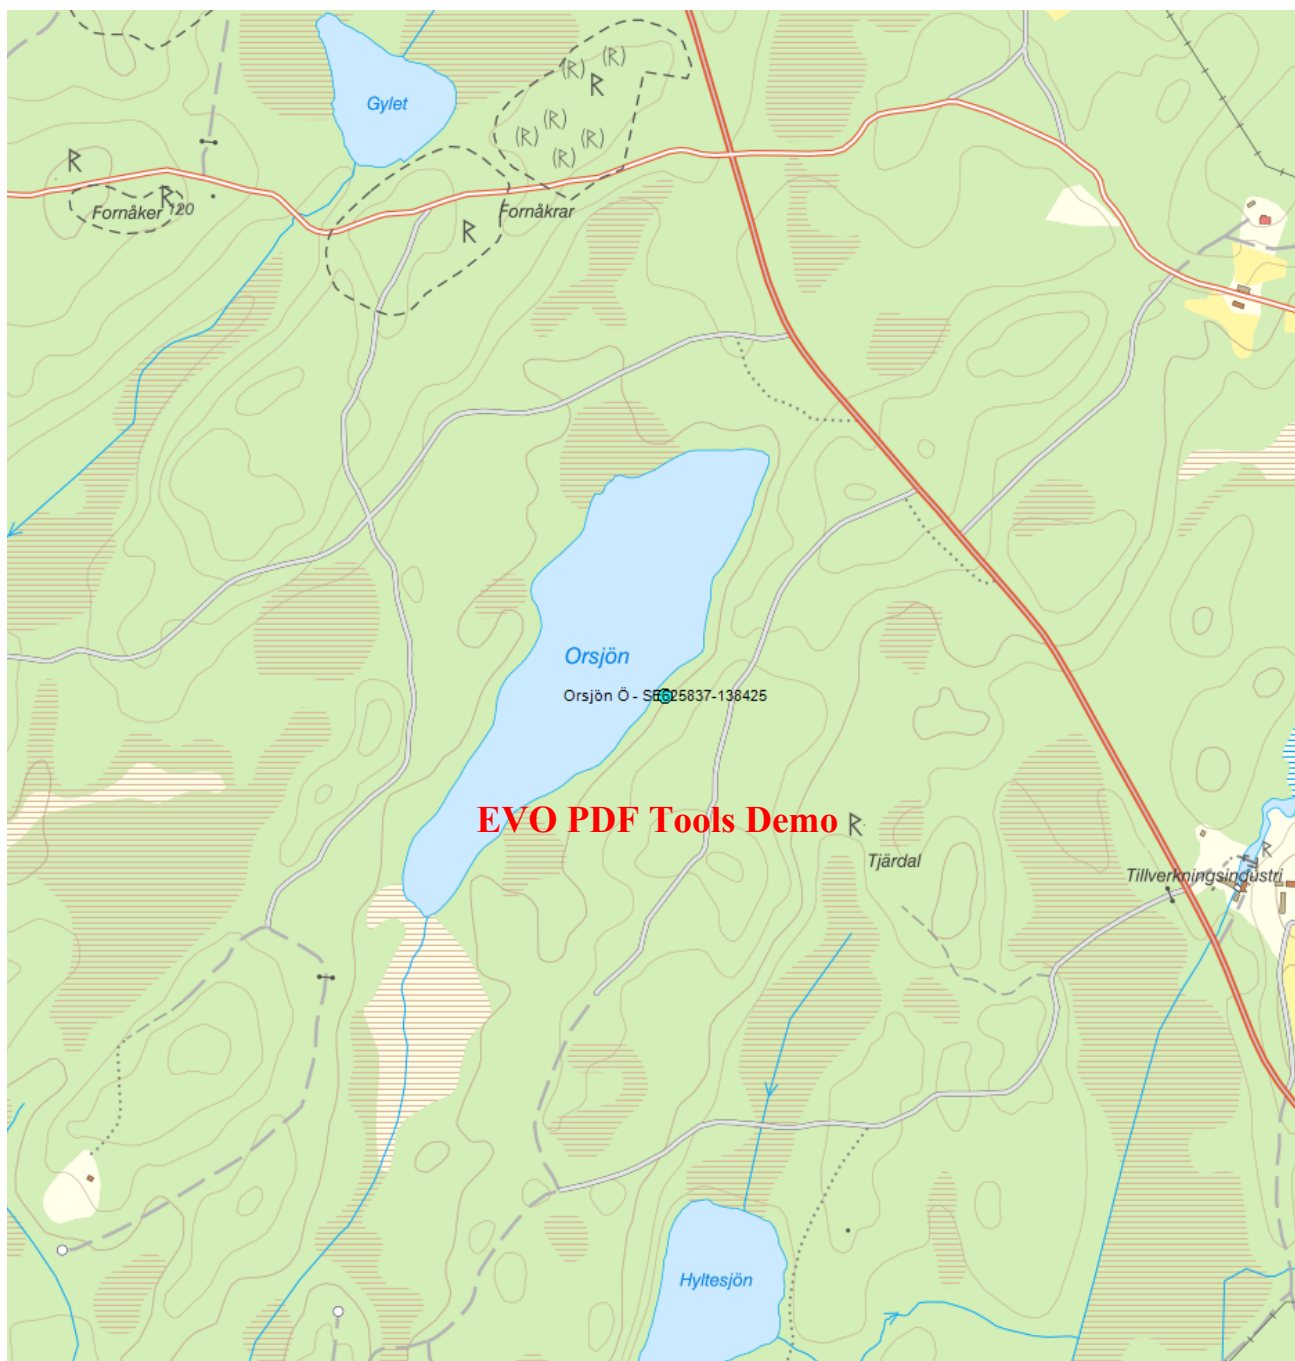 Gylet
(R) (R)
R
(R) (R)
(R) (R)
R
R
Fornåker 120
Fornåkrar
R
Orsjön
Orsjön Ö - SE625837-138425
EVO PDF Tools Demo
R
Tjärdal
R
Tillverkningsindustri
Hyltesjön